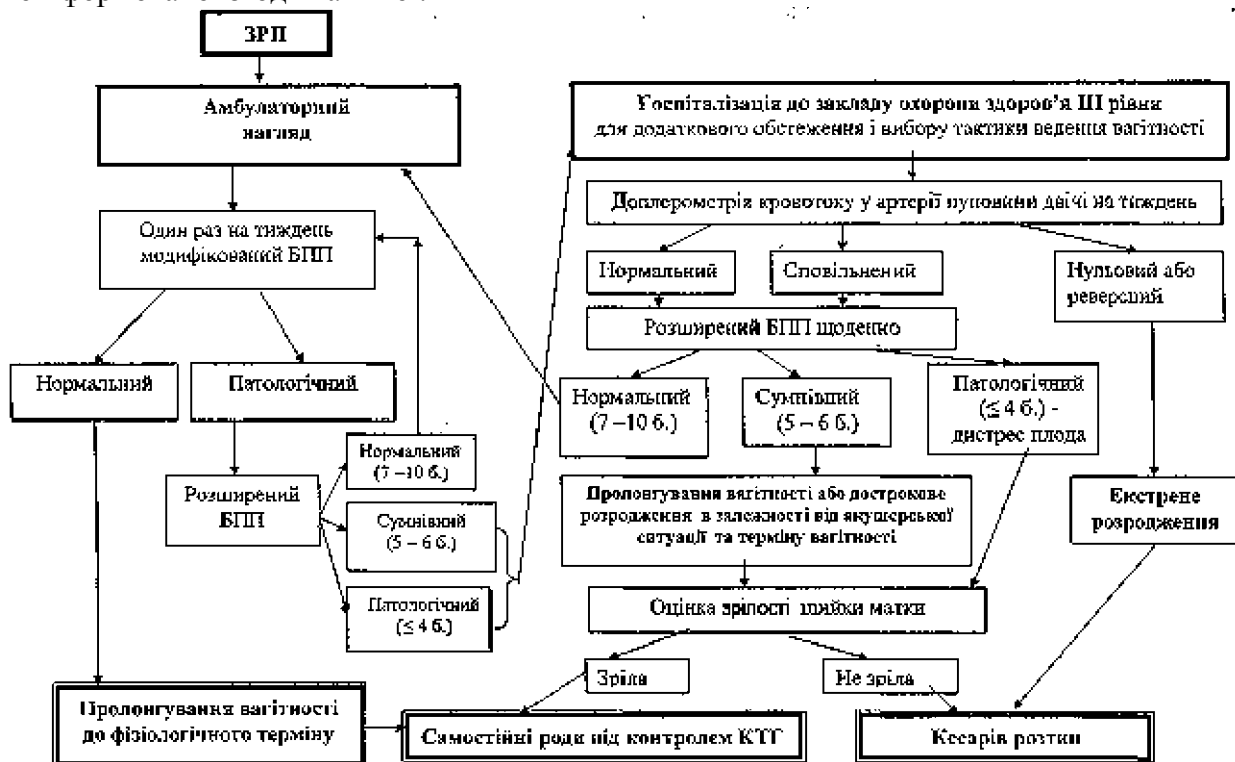 ЗРП
Амбулаторний
нагляд
Один раз на тиждень
модифікований БПП
Нормальний
Патологічний
Розширений
БПП
Нормальний
(7 –10 б.)
Сумнівний
(5 – 6 б.)
Патологічний
(≤ 4 б.)
Пролонгування вагітності
до фізіологічного терміну
Госпіталізація до закладу охорони здоров’я III рівня
для додаткового обстеження і вибору тактики ведення вагітності
Доплерометрія кровотоку у артерії пуповини двічі на тиждень
Нормальний
Сповільнений
Нульовий або
реверсний
Розширений БПП щоденно
Нормальний
(7 –10 б.)
Сумнівний
(5 – 6 б.)
Патологічний
(≤ 4 б.) -
дистрес плода
Пролонгування вагітності або дострокове
розродження в залежності від акушерської
ситуації та терміну вагітності
Екстрене
розродження
Оцінка зрілості шийки матки
Зріла
Не зріла
Самостійні роди під контролем КТГ
Кесарів розтин